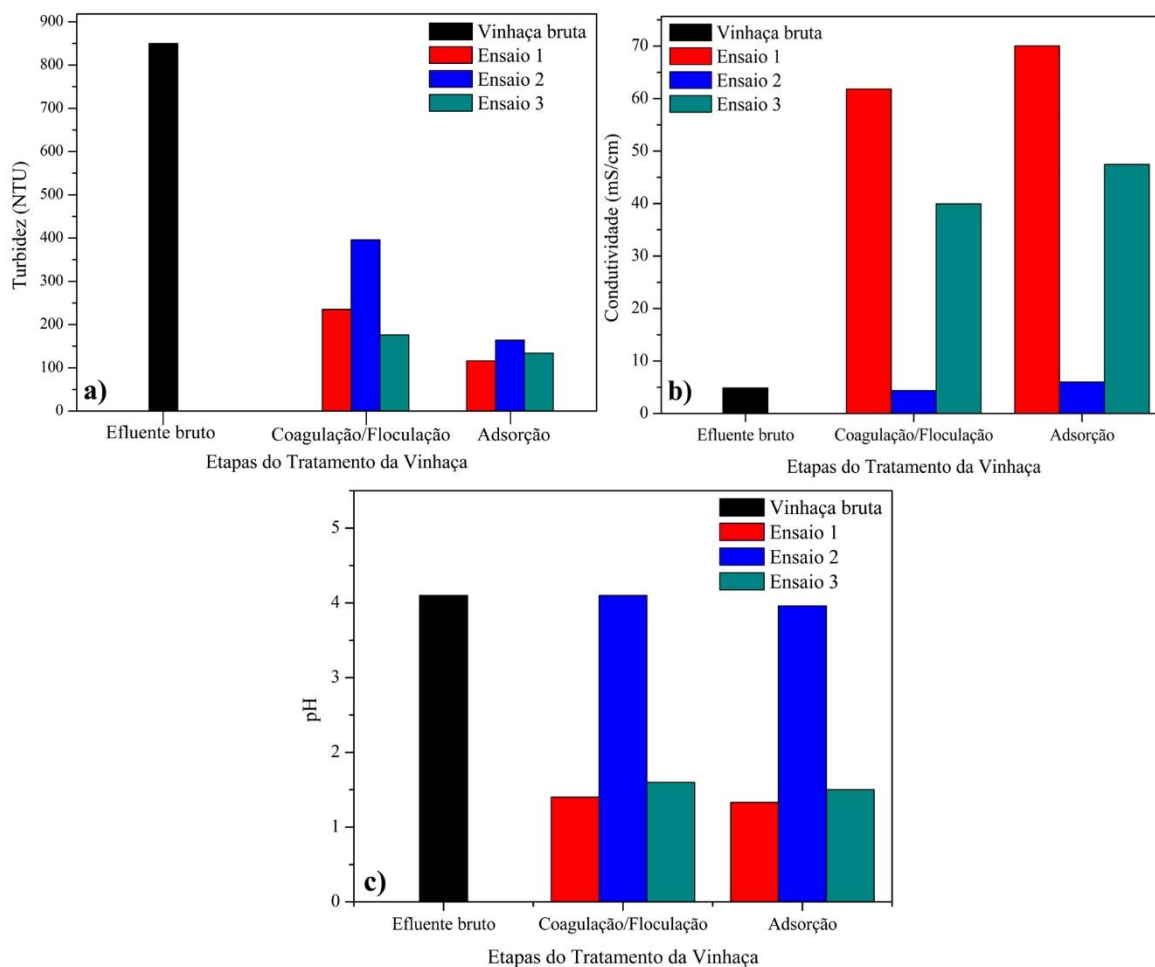 900
800
700
600
500
400
300
200
100
0
Turbidez (NTU)
Vinhaça bruta
Ensaio 1
Ensaio 2
Ensaio 3
a)
Efluente bruto
Coagulação/Floculação
Adsorção
Etapas do Tratamento da Vinhaça
70
60
50
40
30
20
10
0
Condutividade (mS/cm)
Vinhaça bruta
Ensaio 1
Ensaio 2
Ensaio 3
b)
Efluente bruto
Coagulação/Floculação
Adsorção
Etapas do Tratamento da Vinhaça
5
4
3
2
1
0
pH
Vinhaça bruta
Ensaio 1
Ensaio 2
Ensaio 3
c)
Efluente bruto
Coagulação/Floculação
Adsorção
Etapas do Tratamento da Vinhaça